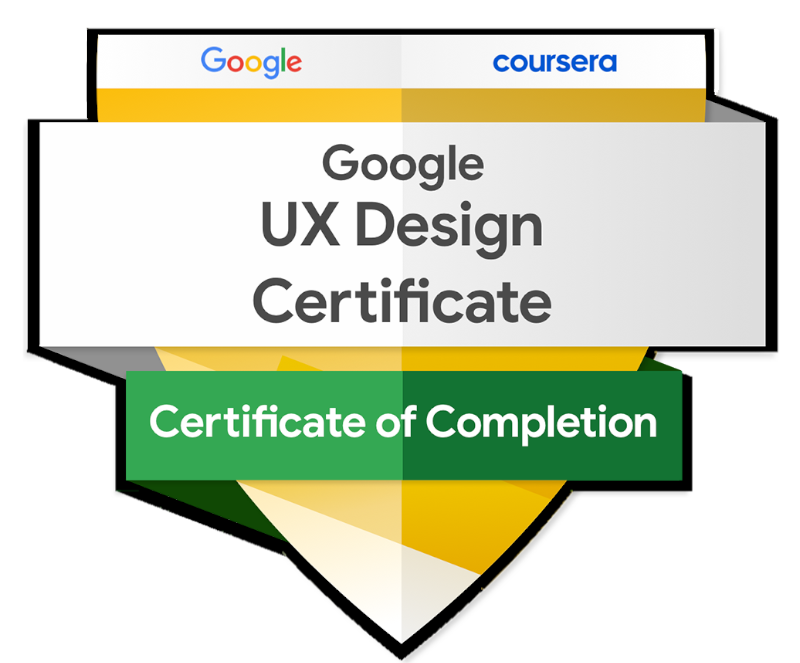 Google coursera
Google
UX Design
Certificate
Certificate of Completion